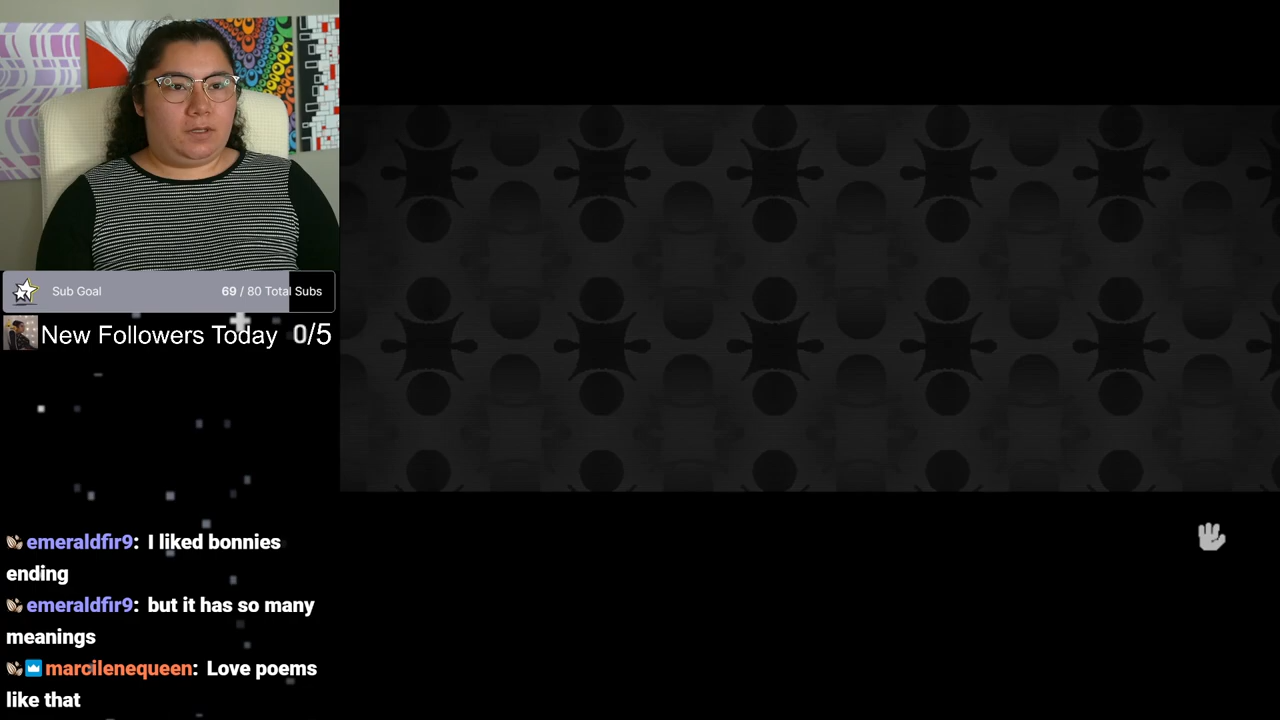 Sub Goal 69 / 80 Total Subs
New Followers Today 0/5
emeraldfir9: I liked bonnies
ending
emeraldfir9: but it has so many
meanings
marcilenequeen: Love poems
like that